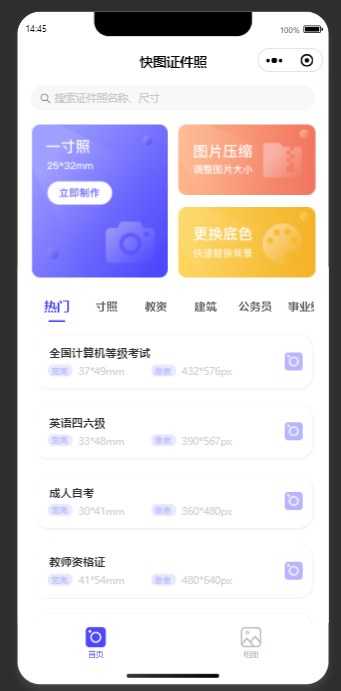 14:45
100%
快图证件照
搜索证件照名称、尺寸
一寸照
25*32mm
立即制作
图片压缩
调整图片大小
更换底色
快速替换背景
热门 寸照 教资 建筑 公务员 事业
全国计算机等级考试
宽高 37*49mm 像素 432*576px
英语四六级
宽高 33*48mm 像素 390*567px
成人自考
宽高 30*41mm 像素 360*480px
教师资格证
宽高 41*54mm 像素 480*640px
首页 相册